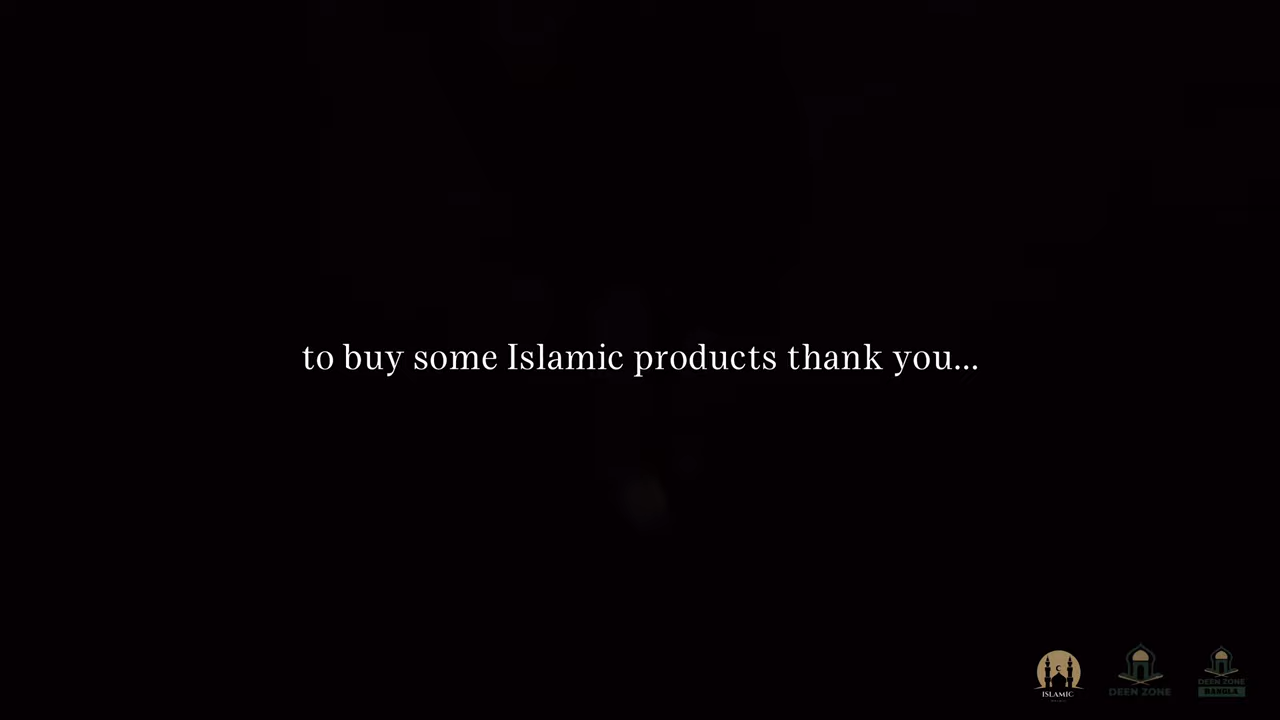 to buy some Islamic products thank you...
ISLAMIC
DEEN ZONE
DEEN ZONE
BANGLA